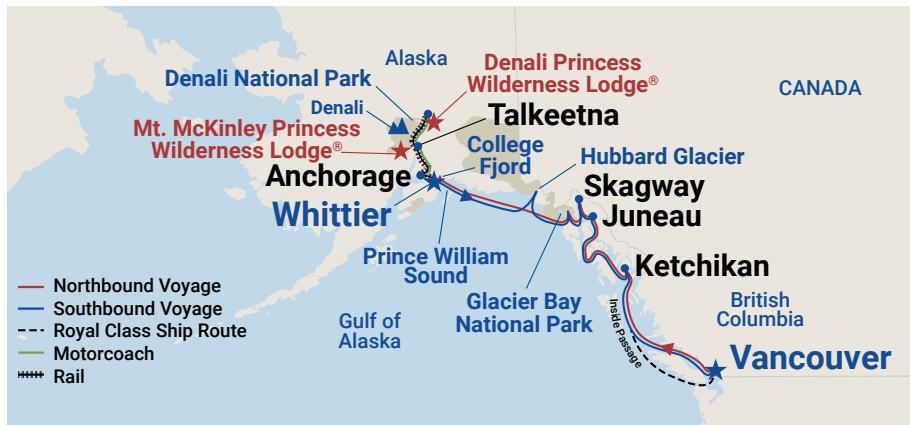 Alaska
Denali Princess
Wilderness Lodge®
Denali National Park
CANADA
Denali
Talkeetna
Mt. McKinley Princess
Wilderness Lodge®
College
Fjord
Hubbard Glacier
Anchorage
Skagway
Whittier
Juneau
Prince William
Sound
Ketchikan
Glacier Bay
National Park
Gulf of
Alaska
British
Columbia
Inside Passage
Vancouver
Northbound Voyage
Southbound Voyage
Royal Class Ship Route
Motorcoach
Rail